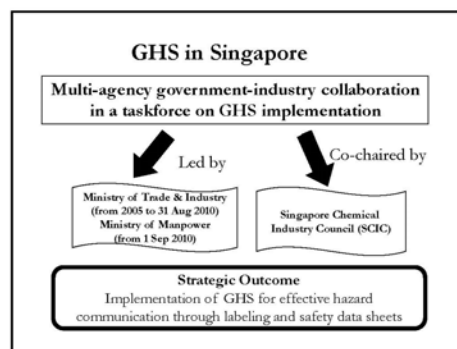 GHS in Singapore
Multi-agency government-industry collaboration
in a taskforce on GHS implementation
Led by
Co-chaired by
Ministry of Trade & Industry
(from 2005 to 31 Aug 2010)
Ministry of Manpower
(from 1 Sep 2010)
Singapore Chemical
Industry Council (SCIC)
Strategic Outcome
Implementation of GHS for effective hazard
communication through labeling and safety data sheets